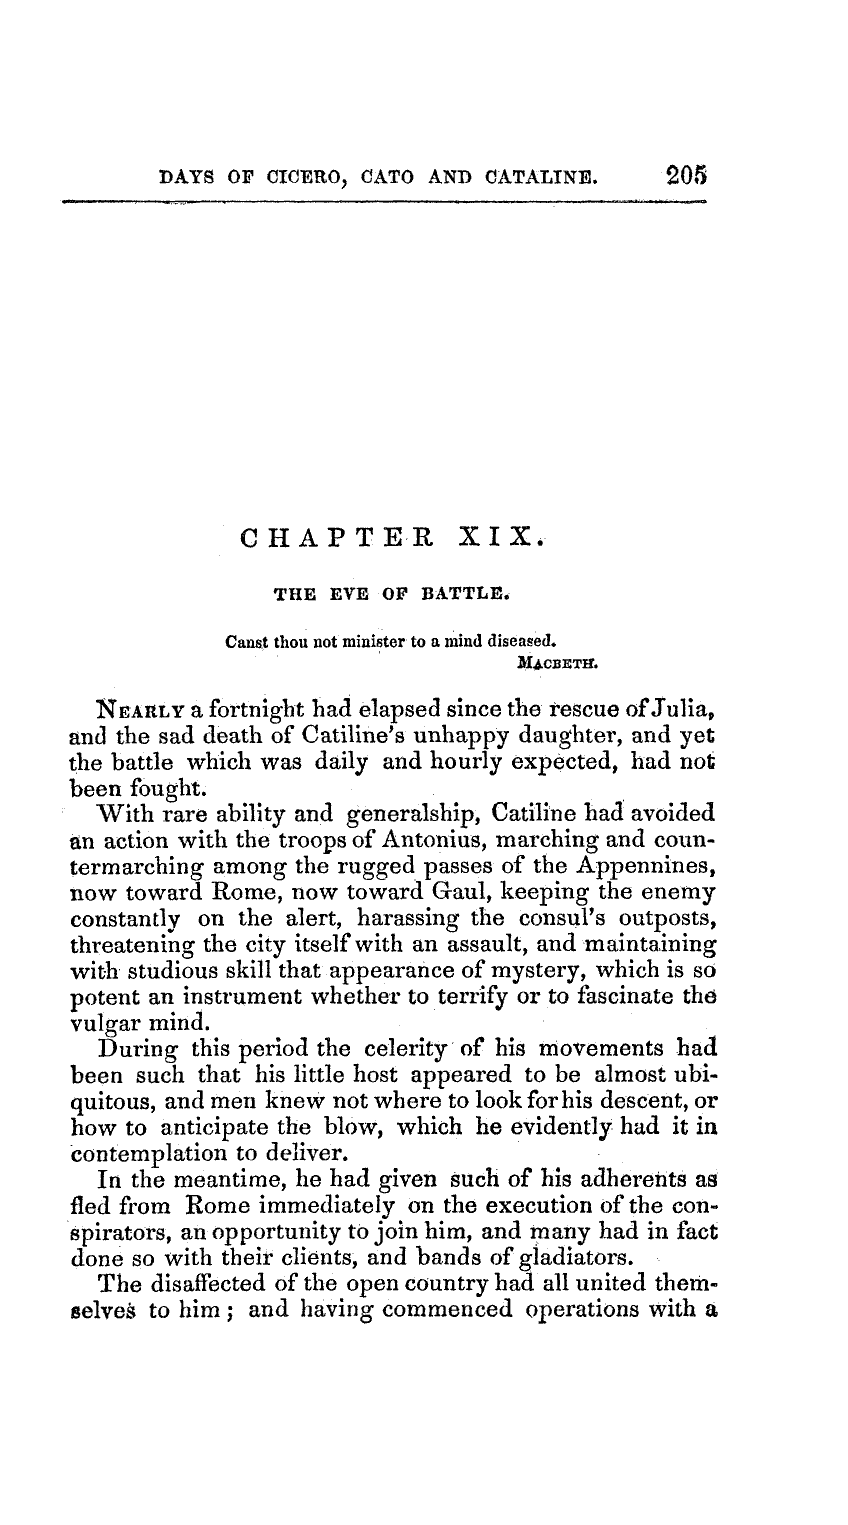 DAYS OF CICERO, CATO AND CATALINE. 205
CHAPTER XIX.
THE EVE OF BATTLE.
Canst thou not minister to a mind diseased.
MACBETH.
NEARLY a fortnight had elapsed since the rescue of Julia,
and the sad death of Catiline's unhappy daughter, and yet
the battle which was daily and hourly expected, had not
been fought.
With rare ability and generalship, Catiline had avoided
an action with the troops of Antonius, marching and coun-
termarching among the rugged passes of the Appennines,
now toward Rome, now toward Gaul, keeping the enemy
constantly on the alert, harassing the consul's outposts,
threatening the city itself with an assault, and maintaining
with studious skill that appearance of mystery, which is so
potent an instrument whether to terrify or to fascinate the
vulgar mind.
During this period the celerity of his movements had
been such that his little host appeared to be almost ubi-
quitous, and men knew not where to look for his descent, or
how to anticipate the blow, which he evidently had it in
contemplation to deliver.
In the meantime, he had given such of his adherents as
fled from Rome immediately on the execution of the con-
spirators, an opportunity to join him, and many had in fact
done so with their clients, and bands of gladiators.
The disaffected of the open country had all united them-
selves to him; and having commenced operations with a